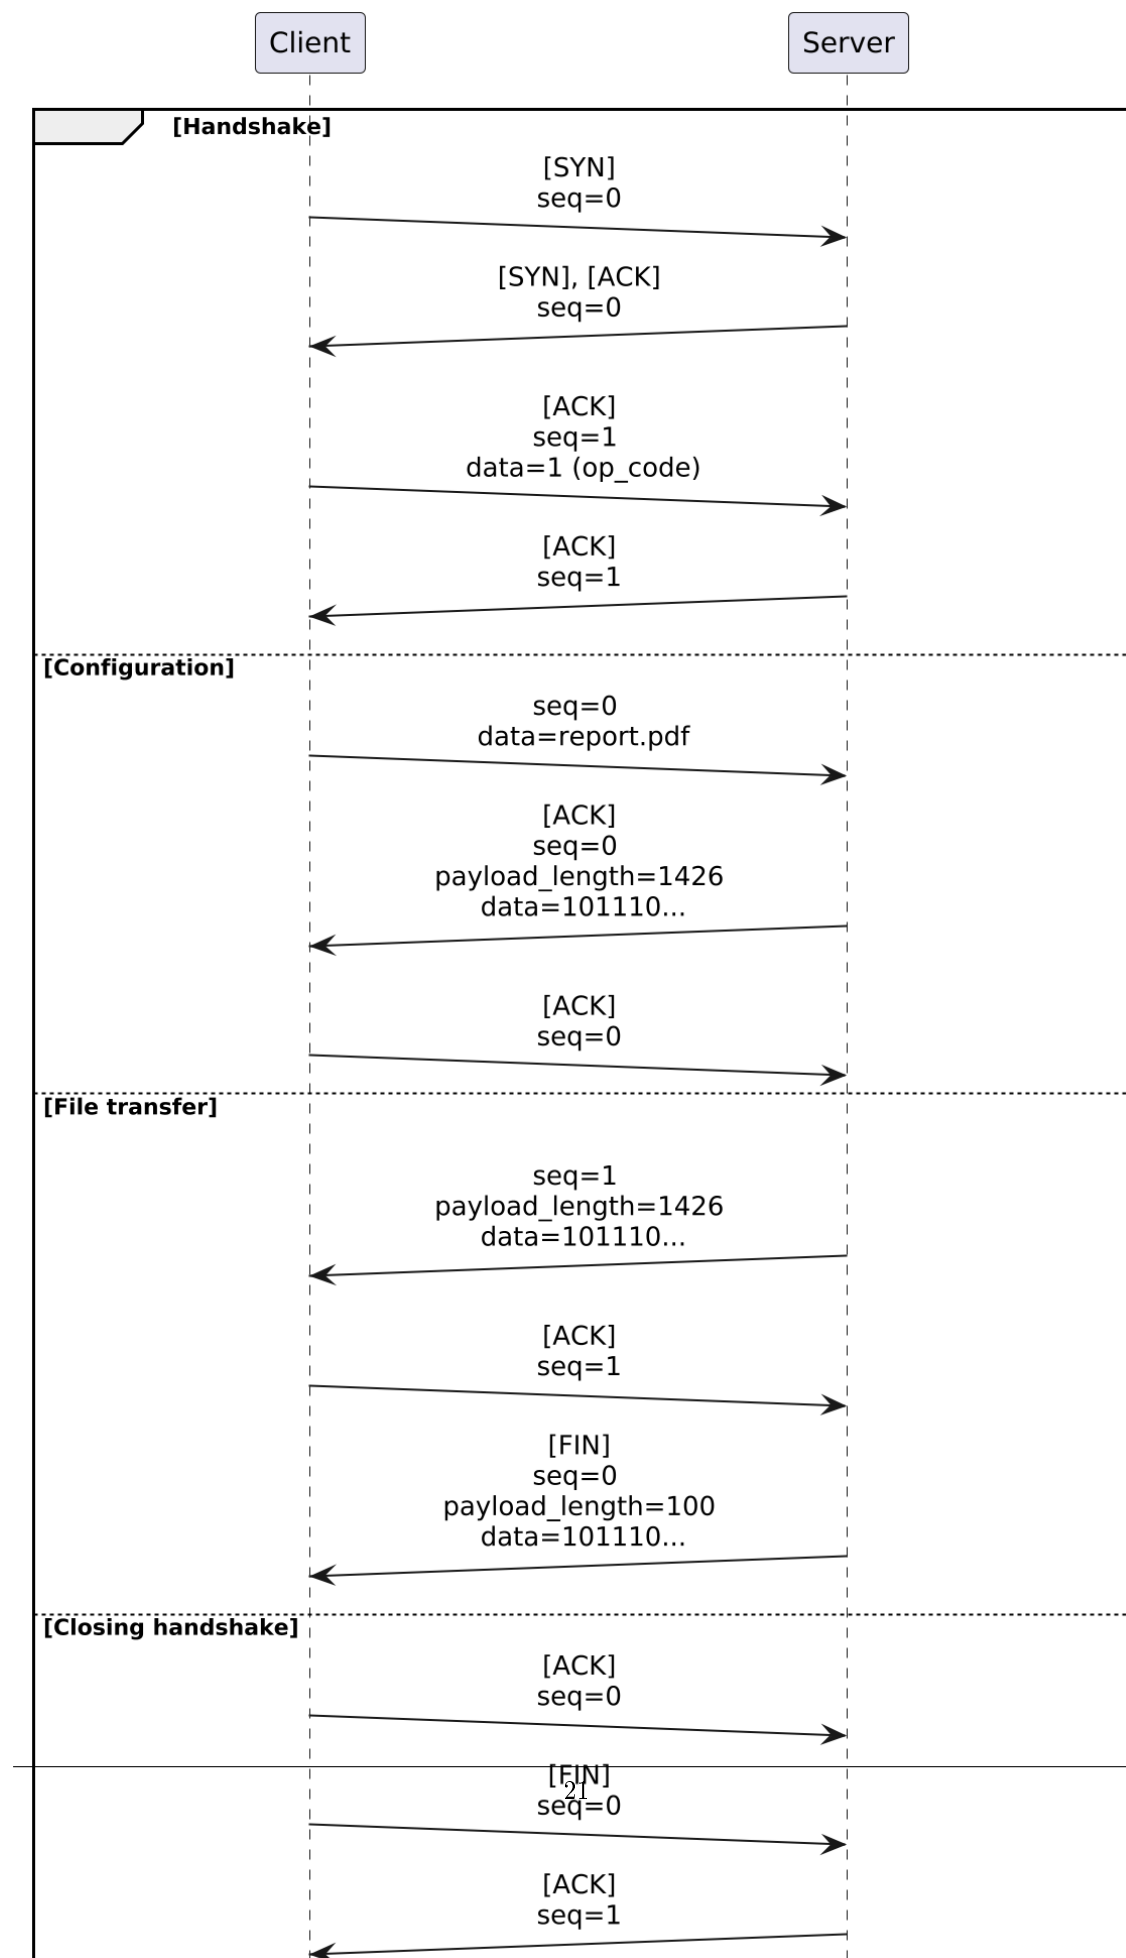 Client
Server
[Handshake]
[SYN]
seq=0
[SYN], [ACK]
seq=0
[ACK]
seq=1
data=1 (op_code)
[ACK]
seq=1
[Configuration]
seq=0
data=report.pdf
[ACK]
seq=0
payload_length=1426
data=101110...
[ACK]
seq=0
[File transfer]
seq=1
payload_length=1426
data=101110...
[ACK]
seq=1
[FIN]
seq=0
payload_length=100
data=101110...
[Closing handshake]
[ACK]
seq=0
[FIN]
21
seq=0
[ACK]
seq=1